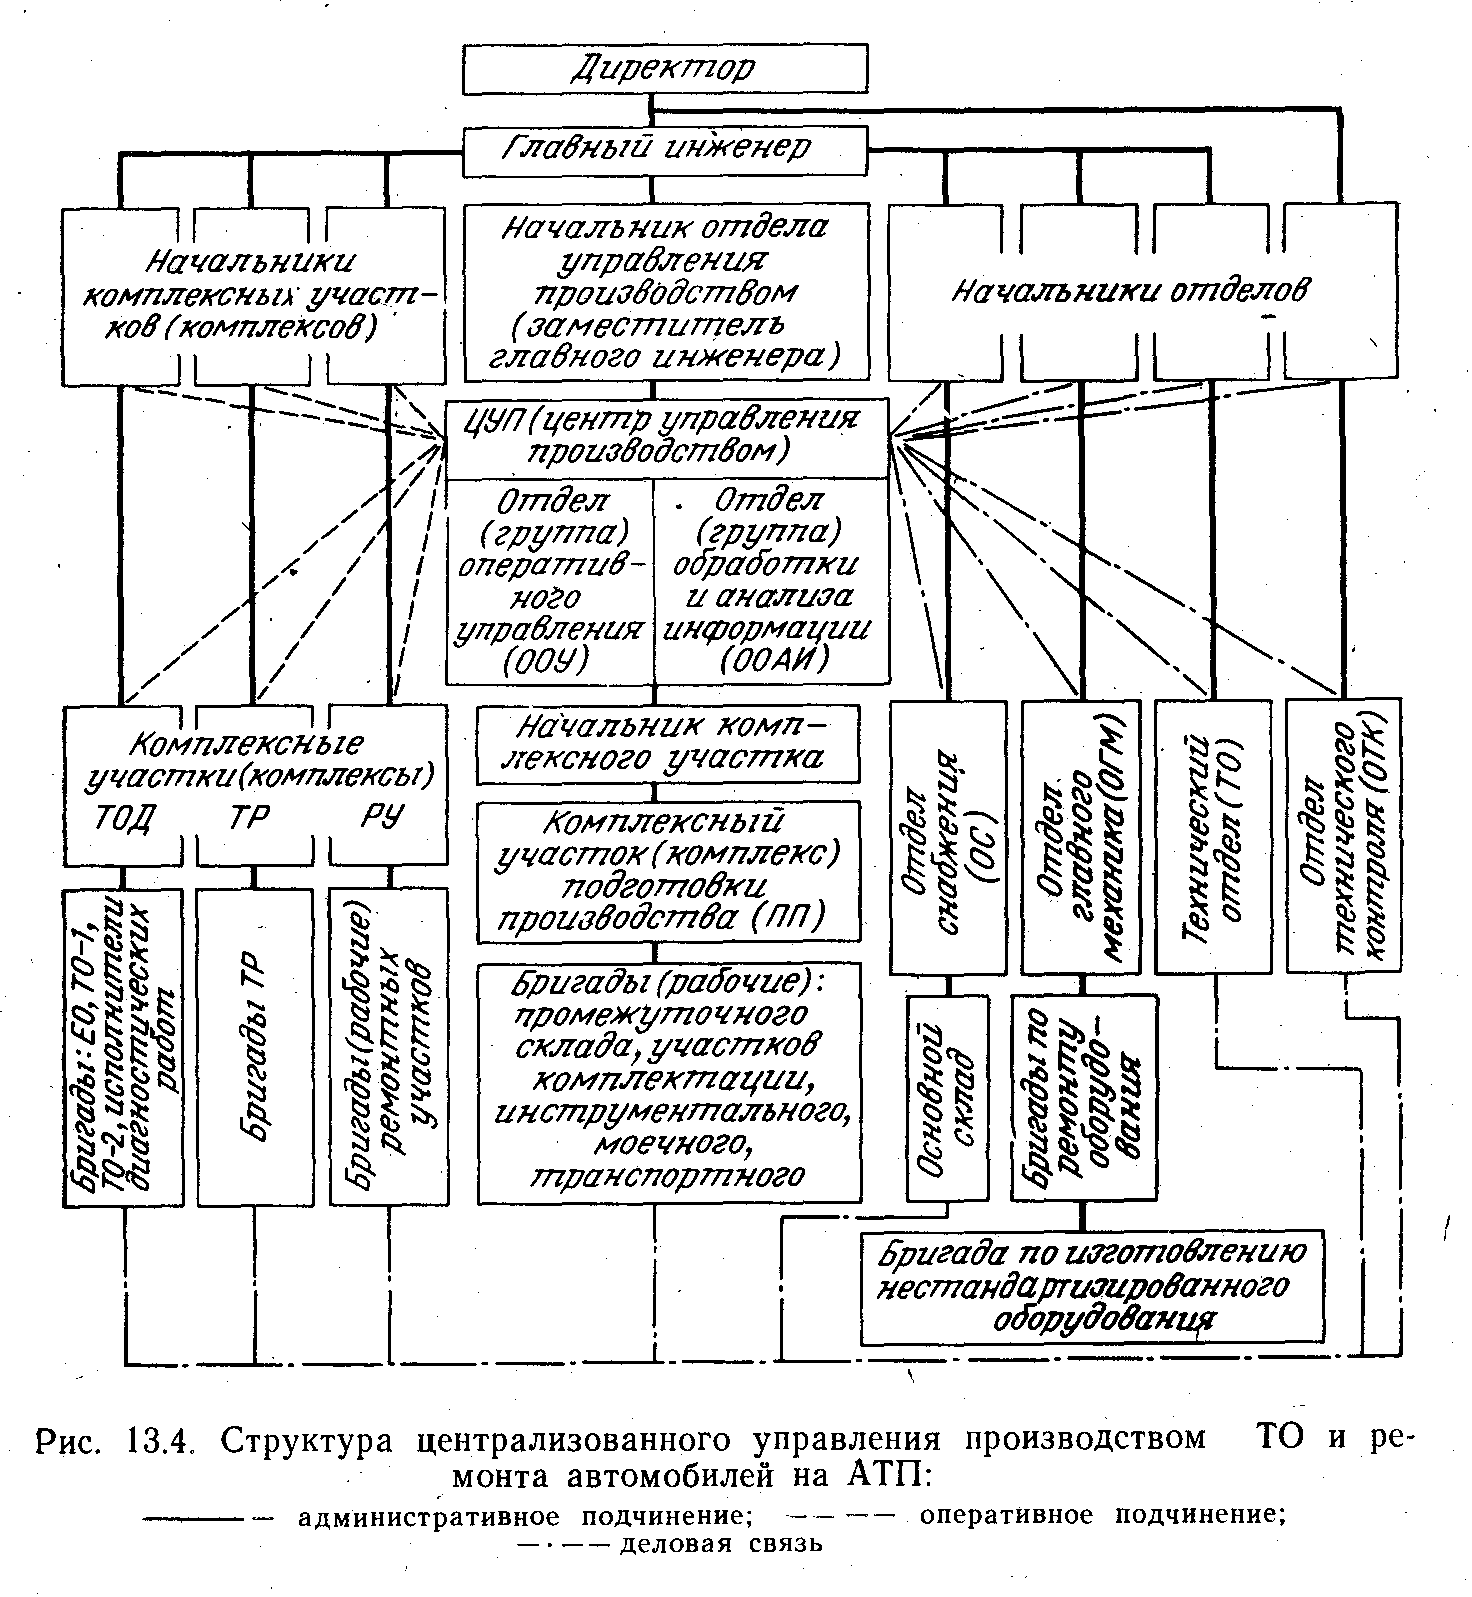 Директор
Главный инженер
Начальники
комплексных участ-
ков (комплексов)
Начальник отдела
управления
производством
(заместитель
главного инженера)
Начальники отделов
ЦУП (центр управления
производством)
Отдел
(группа)
оператив-
ного
управления
(ООУ)
Отдел
(группа)
обработки
и анализа
информации
(ООАИ)
Комплексные
участки (комплексы)
ТОД ТР РУ
Начальник комп-
лексного участка
Комплексный
участок (комплекс)
подготовки
производства (ПП)
Отдел
снабжения
(ОС)
Отдел
главного
механика (ОГМ)
Технический
отдел (ТО)
Отдел
технического
контроля (ОТК)
Бригады: ЕО, ТО-1,
ТО-2, исполнители
диагностических
работ
Бригады ТР
Бригады (рабочие)
ремонтных
участков
Бригады (рабочие):
промежуточного
склада, участков
комплектации,
инструментального,
моечного,
транспортного
Основной
склад
Бригады по
ремонту
оборудо-
вания
Бригада по изготовлению
нестандартизированного
оборудования
Рис. 13.4. Структура централизованного управления производством ТО и ре-
монта автомобилей на АТП:
— административное подчинение; – – – – оперативное подчинение;
— · — — деловая связь